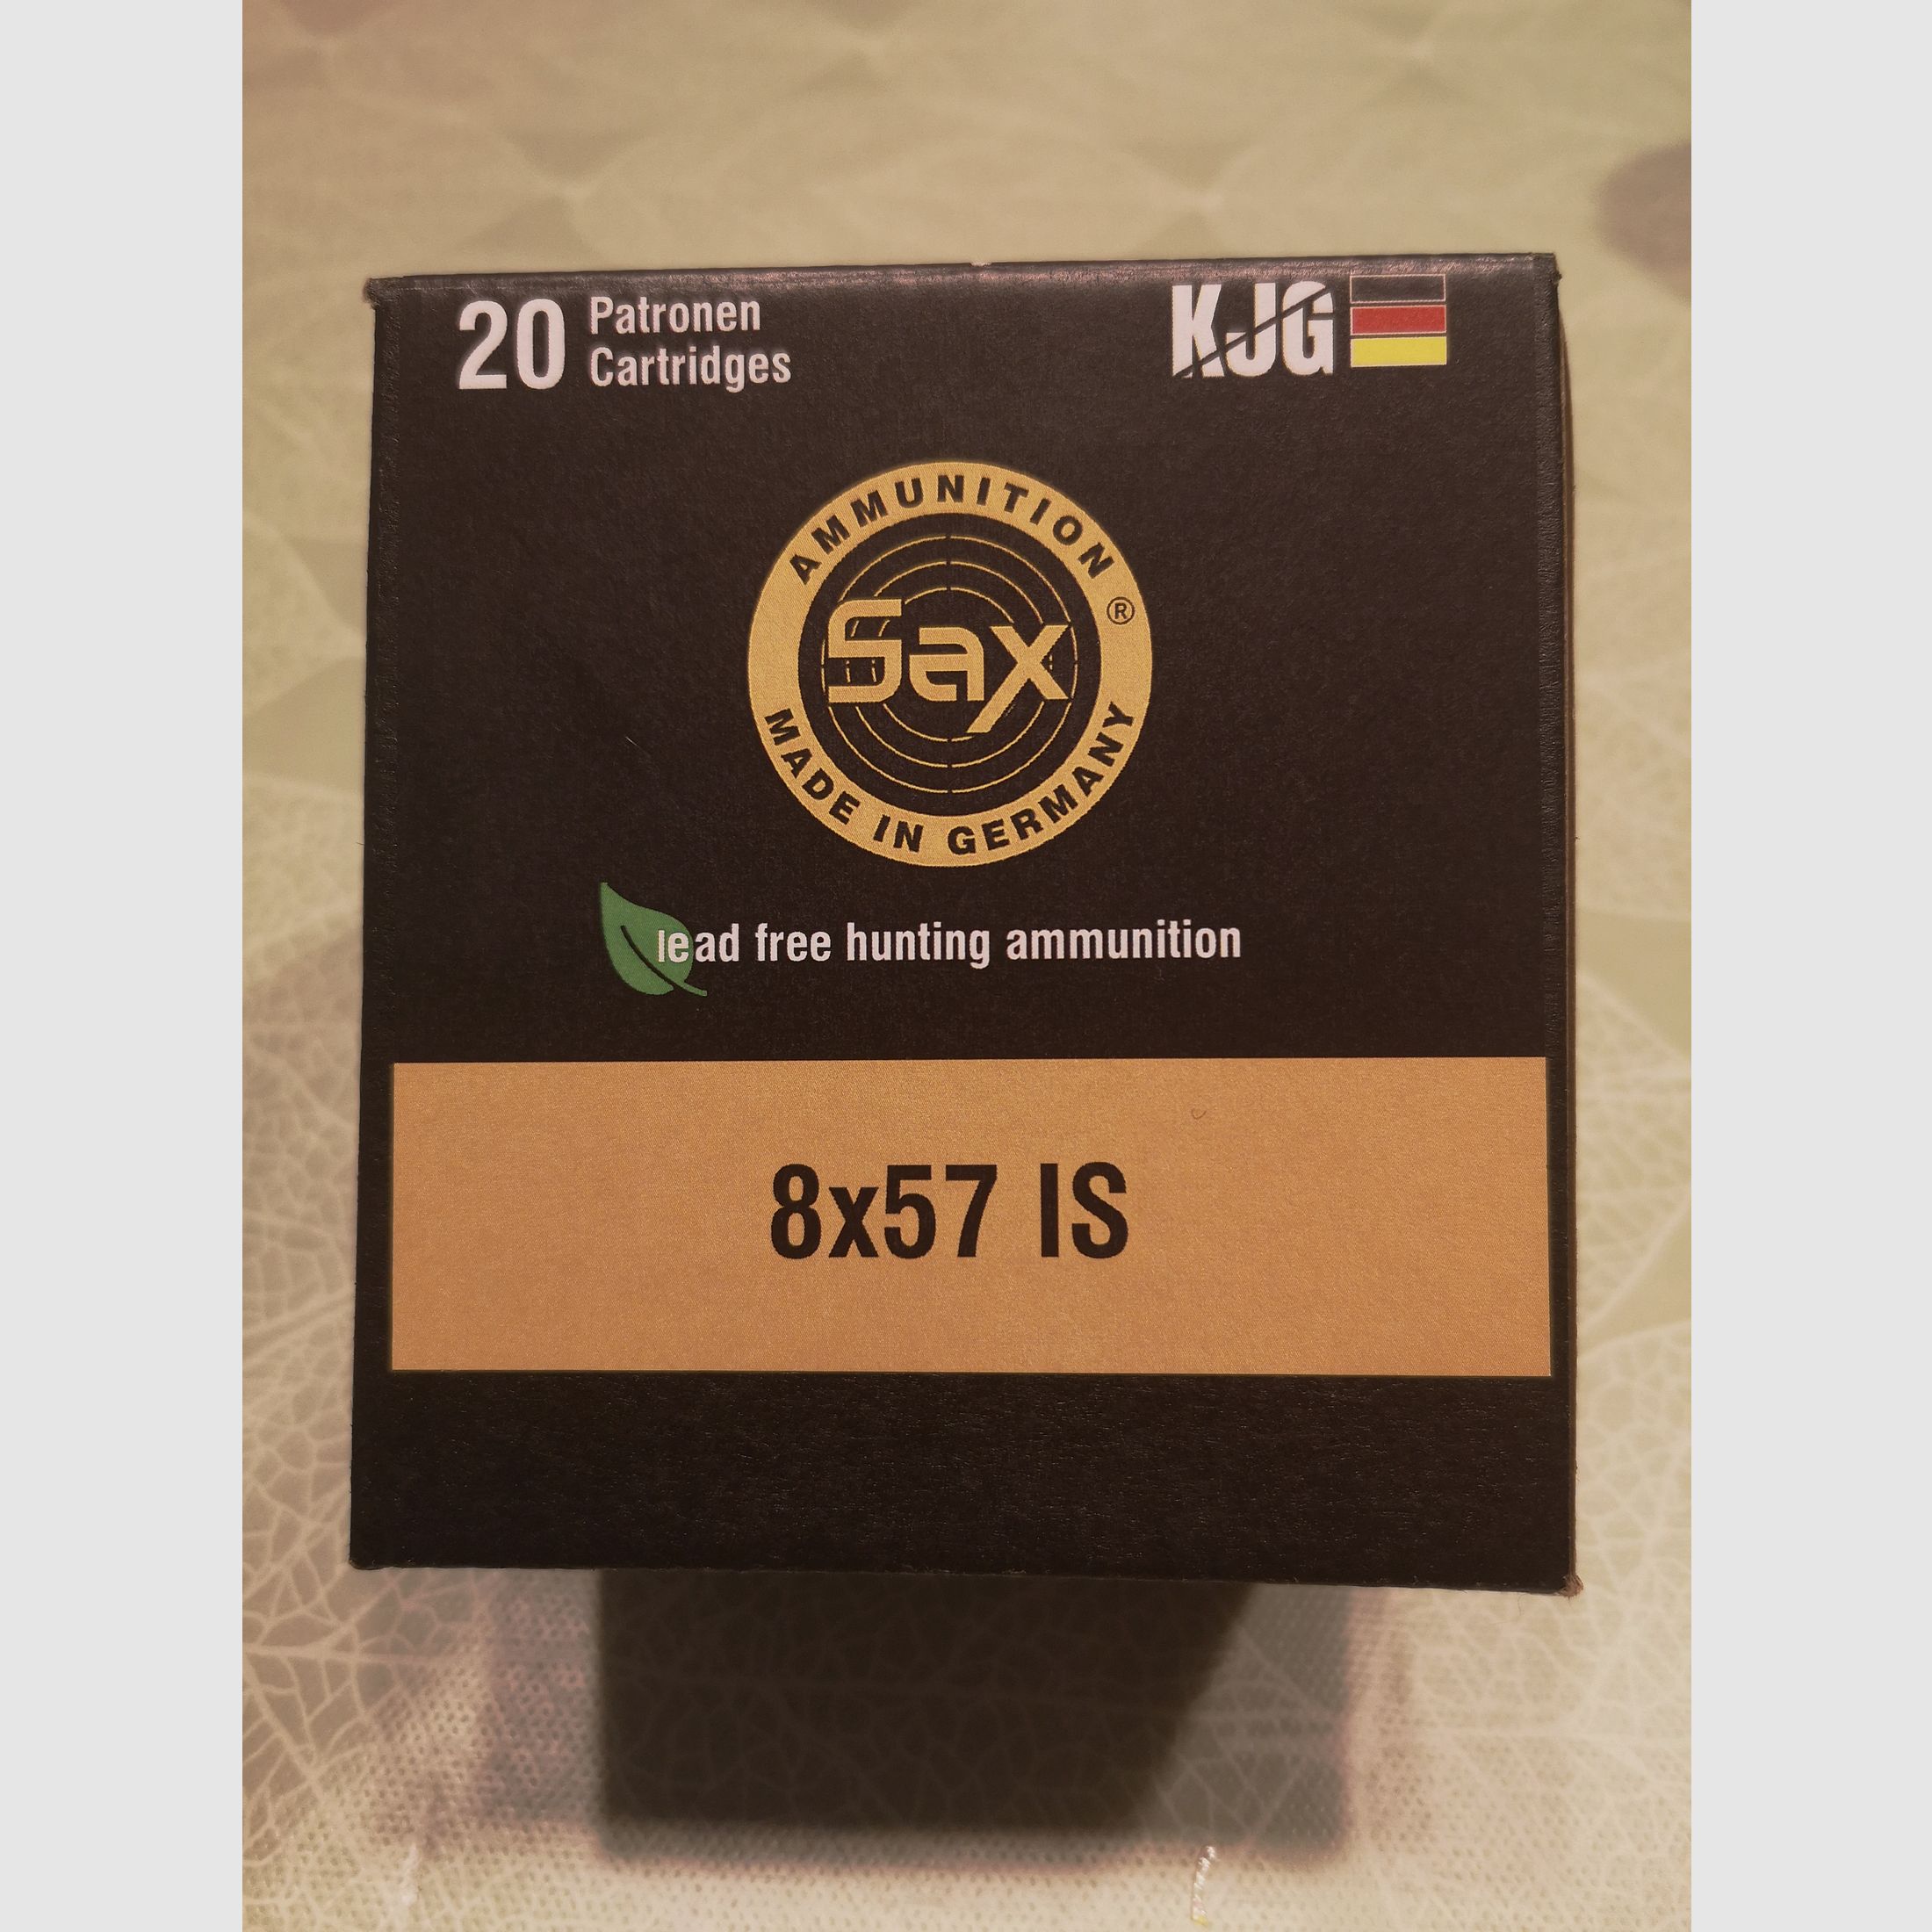 20 Patronen
Cartridges
KJG
AMMUNITION
®
Sax
MADE IN GERMANY
lead free hunting ammunition
8x57 IS